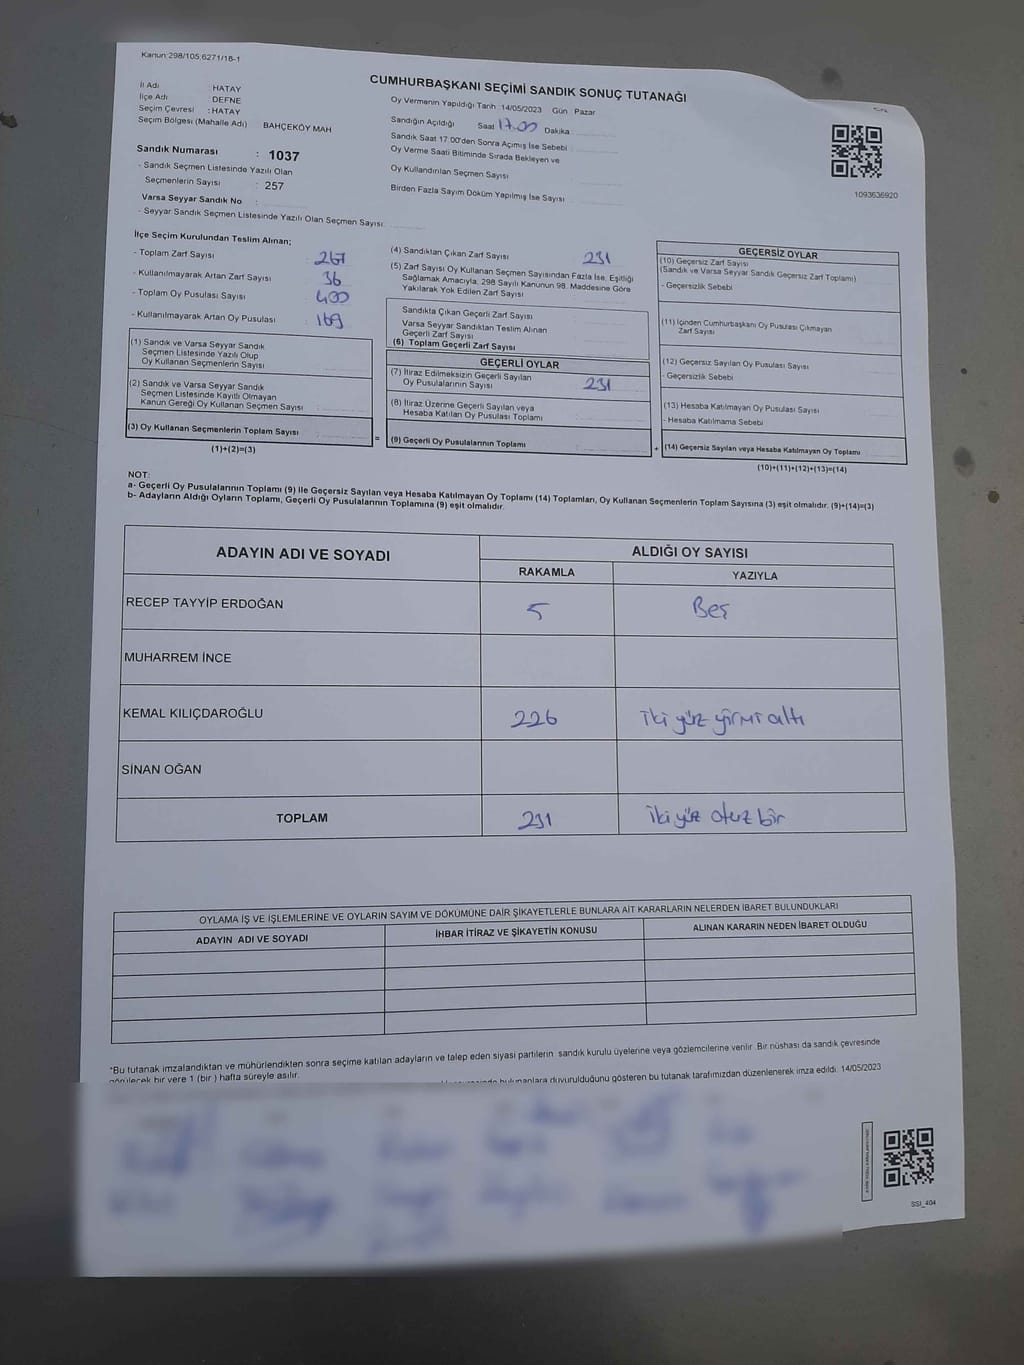 Kanun:298/105,6271/18-1
CUMHURBAŞKANI SEÇİMİ SANDIK SONUÇ TUTANAĞI
İl Adı : HATAY
İlçe Adı : DEFNE
Seçim Çevresi : HATAY
Seçim Bölgesi (Mahalle Adı) BAHÇEKÖY MAH
Sandık Numarası : 1037
- Sandık Seçmen Listesinde Yazılı Olan
Seçmenlerin Sayısı : 257
Varsa Seyyar Sandık No :
- Seyyar Sandık Seçmen Listesinde Yazılı Olan Seçmen Sayısı:
Oy Vermenin Yapıldığı Tarih :14/05/2023 Gün : Pazar
Sandığın Açıldığı Saat 17.00 Dakika
Sandık Saat 17:00'den Sonra Açılmış İse Sebebi :
Oy Verme Saati Bitiminde Sırada Bekleyen ve
Oy Kullandırılan Seçmen Sayısı :
Birden Fazla Sayım Döküm Yapılmış İse Sayısı :
1093636920
İlçe Seçim Kurulundan Teslim Alınan;
- Toplam Zarf Sayısı : 267
- Kullanılmayarak Artan Zarf Sayısı : 36
- Toplam Oy Pusulası Sayısı : 400
- Kullanılmayarak Artan Oy Pusulası : 169
(1) Sandık ve Varsa Seyyar Sandık
Seçmen Listesinde Yazılı Olup
Oy Kullanan Seçmenlerin Sayısı :
(2) Sandık ve Varsa Seyyar Sandık
Seçmen Listesinde Kayıtlı Olmayan
Kanun Gereği Oy Kullanan Seçmen Sayısı :
(3) Oy Kullanan Seçmenlerin Toplam Sayısı :
(1)+(2)=(3)
=
(4) Sandıktan Çıkan Zarf Sayısı : 231
(5) Zarf Sayısı Oy Kullanan Seçmen Sayısından Fazla İse, Eşitliği
Sağlamak Amacıyla, 298 Sayılı Kanunun 98. Maddesine Göre
Yakılarak Yok Edilen Zarf Sayısı :
Sandıkta Çıkan Geçerli Zarf Sayısı :
Varsa Seyyar Sandıktan Teslim Alınan
Geçerli Zarf Sayısı :
(6) Toplam Geçerli Zarf Sayısı :
GEÇERLİ OYLAR
(7) İtiraz Edilmeksizin Geçerli Sayılan
Oy Pusulalarının Sayısı : 231
(8) İtiraz Üzerine Geçerli Sayılan veya
Hesaba Katılan Oy Pusulası Toplamı :
(9) Geçerli Oy Pusulalarının Toplamı :
+
GEÇERSİZ OYLAR
(10) Geçersiz Zarf Sayısı
(Sandık ve Varsa Seyyar Sandık Geçersiz Zarf Toplamı)
- Geçersizlik Sebebi :
(11) İçinden Cumhurbaşkanı Oy Pusulası Çıkmayan
Zarf Sayısı :
(12) Geçersiz Sayılan Oy Pusulası Sayısı :
- Geçersizlik Sebebi :
(13) Hesaba Katılmayan Oy Pusulası Sayısı :
- Hesaba Katılmama Sebebi :
(14) Geçersiz Sayılan veya Hesaba Katılmayan Oy Toplamı :
(10)+(11)+(12)+(13)=(14)
NOT:
a- Geçerli Oy Pusulalarının Toplamı (9) ile Geçersiz Sayılan veya Hesaba Katılmayan Oy Toplamı (14) Toplamları, Oy Kullanan Seçmenlerin Toplam Sayısına (3) eşit olmalıdır. (9)+(14)=(3)
b- Adayların Aldığı Oyların Toplamı, Geçerli Oy Pusulalarının Toplamına (9) eşit olmalıdır.
ADAYIN ADI VE SOYADI ALDIĞI OY SAYISI
RAKAMLA YAZIYLA
RECEP TAYYİP ERDOĞAN 5 Beş
MUHARREM İNCE
KEMAL KILIÇDAROĞLU 226 iki yüz yirmi altı
SİNAN OĞAN
TOPLAM 231 iki yüz otuz bir
OYLAMA İŞ VE İŞLEMLERİNE VE OYLARIN SAYIM VE DÖKÜMÜNE DAİR ŞİKAYETLERLE BUNLARA AİT KARARLARIN NELERDEN İBARET BULUNDUKLARI
ADAYIN ADI VE SOYADI İHBAR İTİRAZ VE ŞİKAYETİN KONUSU ALINAN KARARIN NEDEN İBARET OLDUĞU
*Bu tutanak imzalandıktan ve mühürlendikten sonra seçime katılan adayların ve talep eden siyasi partilerin sandık kurulu üyelerine veya gözlemcilerine verilir. Bir nüshası da sandık çevresinde
görülecek bir yere 1 (bir ) hafta süreyle asılır.
bulunanlara duyurulduğunu gösteren bu tutanak tarafımızdan düzenlenerek imza edildi. 14/05/2023
SSI_404